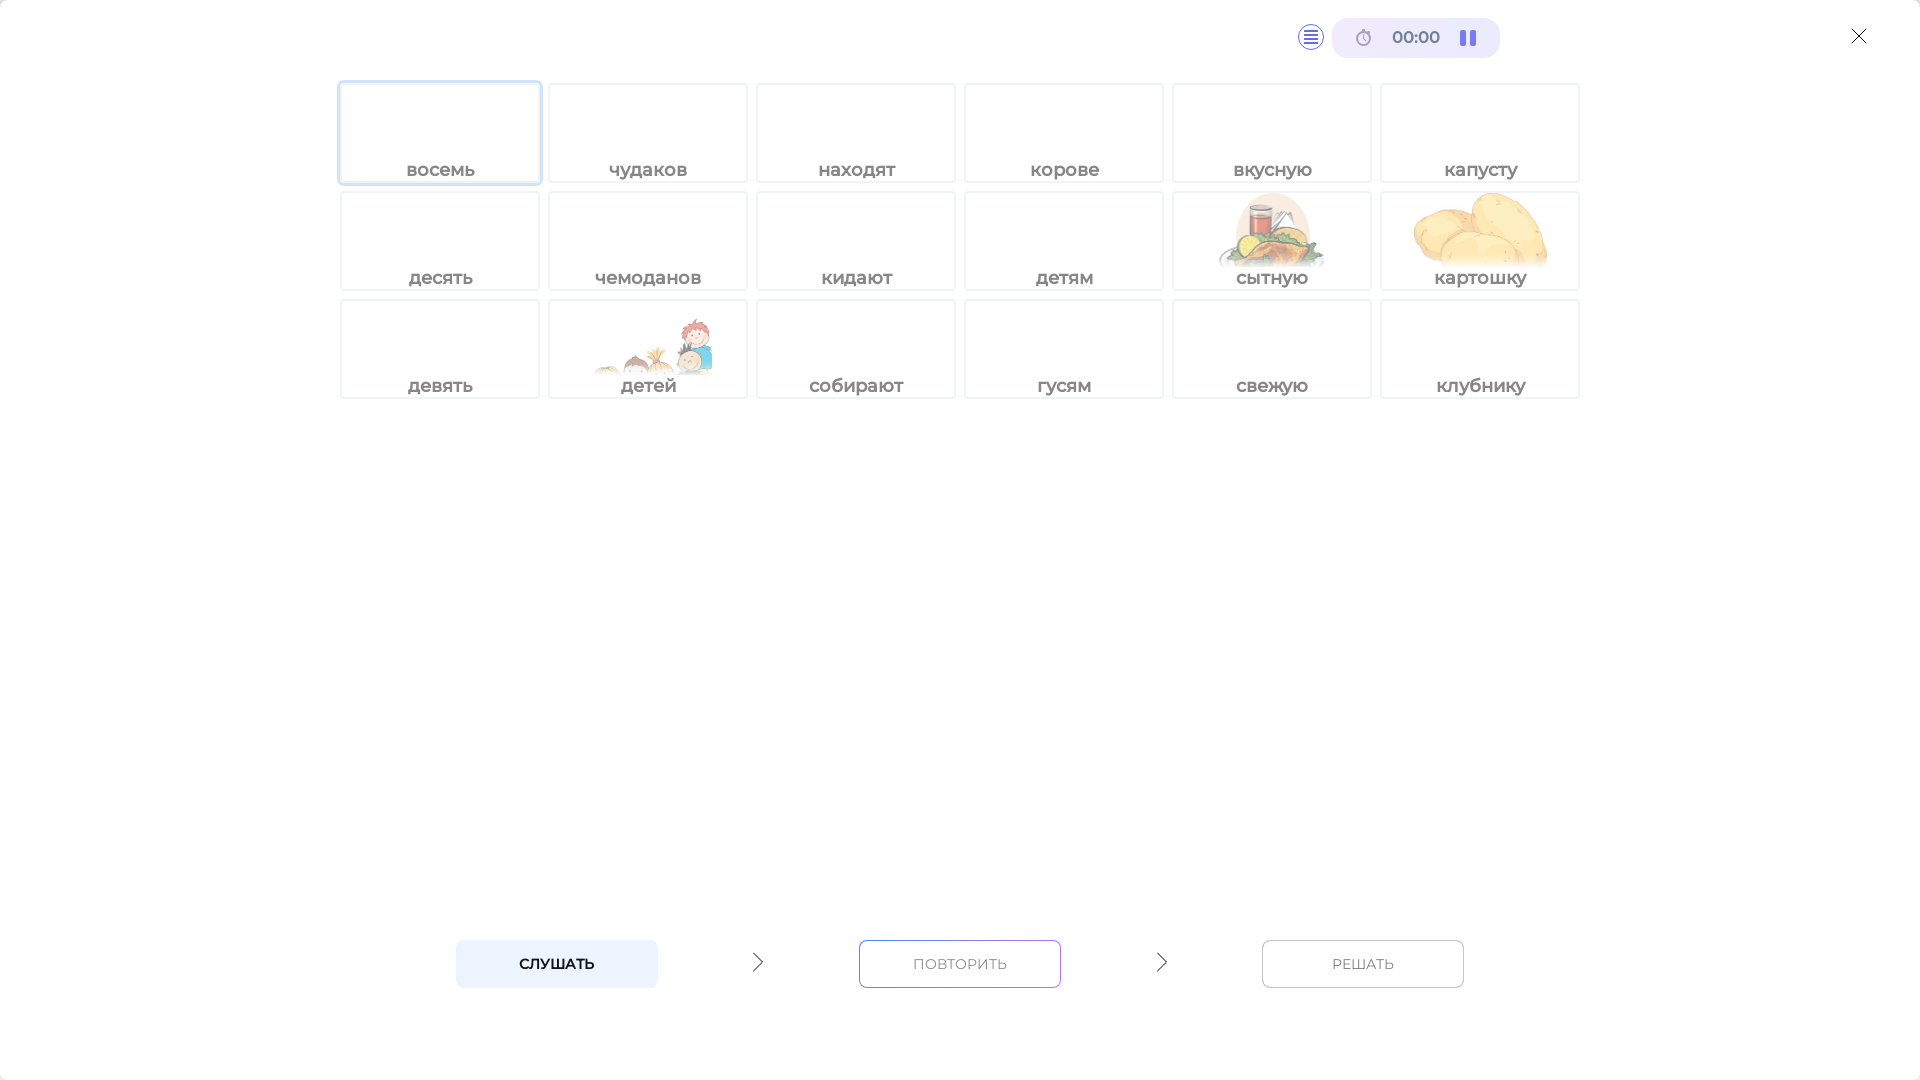 00:00
восемь чудаков находят корове вкусную капусту
десять чемоданов кидают детям сытную картошку
девять детей собирают гусям свежую клубнику
СЛУШАТЬ ПОВТОРИТЬ РЕШАТЬ